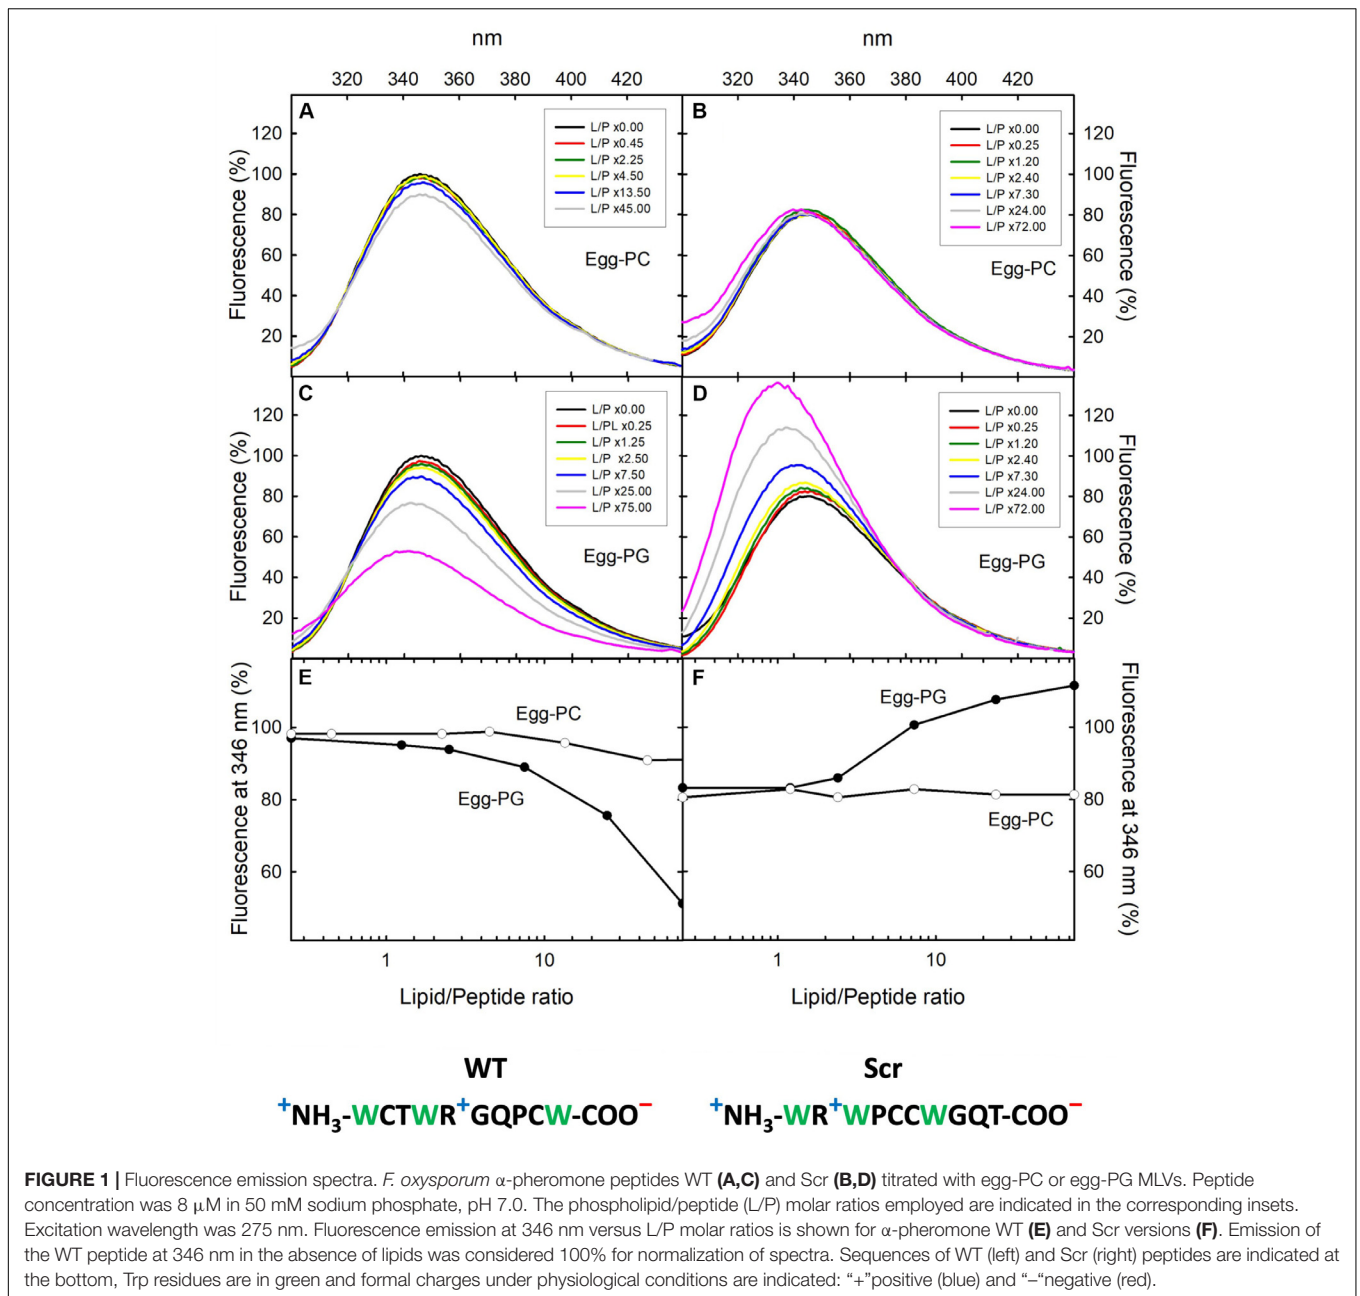 nm
nm
320 340 360 380 400 420
320 340 360 380 400 420
A
120
100
80
60
40
20
Fluorescence (%)
L/P x0.00
L/P x0.45
L/P x2.25
L/P x4.50
L/P x13.50
L/P x45.00
Egg-PC
B
L/P x0.00
L/P x0.25
L/P x1.20
L/P x2.40
L/P x7.30
L/P x24.00
L/P x72.00
Egg-PC
120
100
80
60
40
20
Fluorescence (%)
C
120
100
80
60
40
20
Fluorescence (%)
L/P x0.00
L/PL x0.25
L/P x1.25
L/P x2.50
L/P x7.50
L/P x25.00
L/P x75.00
Egg-PG
D
L/P x0.00
L/P x0.25
L/P x1.20
L/P x2.40
L/P x7.30
L/P x24.00
L/P x72.00
Egg-PG
120
100
80
60
40
20
Fluorescence (%)
E
100
80
60
Fluorescence at 346 nm (%)
Egg-PC
Egg-PG
1 10
Lipid/Peptide ratio
F
Egg-PG
Egg-PC
100
80
60
Fluorescence at 346 nm (%)
1 10
Lipid/Peptide ratio
WT
+NH3-WCTWR+GQPCW-COO−
Scr
+NH3-WR+WPCCWGQT-COO−
FIGURE 1 | Fluorescence emission spectra. F. oxysporum α-pheromone peptides WT (A,C) and Scr (B,D) titrated with egg-PC or egg-PG MLVs. Peptide
concentration was 8 μM in 50 mM sodium phosphate, pH 7.0. The phospholipid/peptide (L/P) molar ratios employed are indicated in the corresponding insets.
Excitation wavelength was 275 nm. Fluorescence emission at 346 nm versus L/P molar ratios is shown for α-pheromone WT (E) and Scr versions (F). Emission of
the WT peptide at 346 nm in the absence of lipids was considered 100% for normalization of spectra. Sequences of WT (left) and Scr (right) peptides are indicated at
the bottom, Trp residues are in green and formal charges under physiological conditions are indicated: “+”positive (blue) and “–“negative (red).